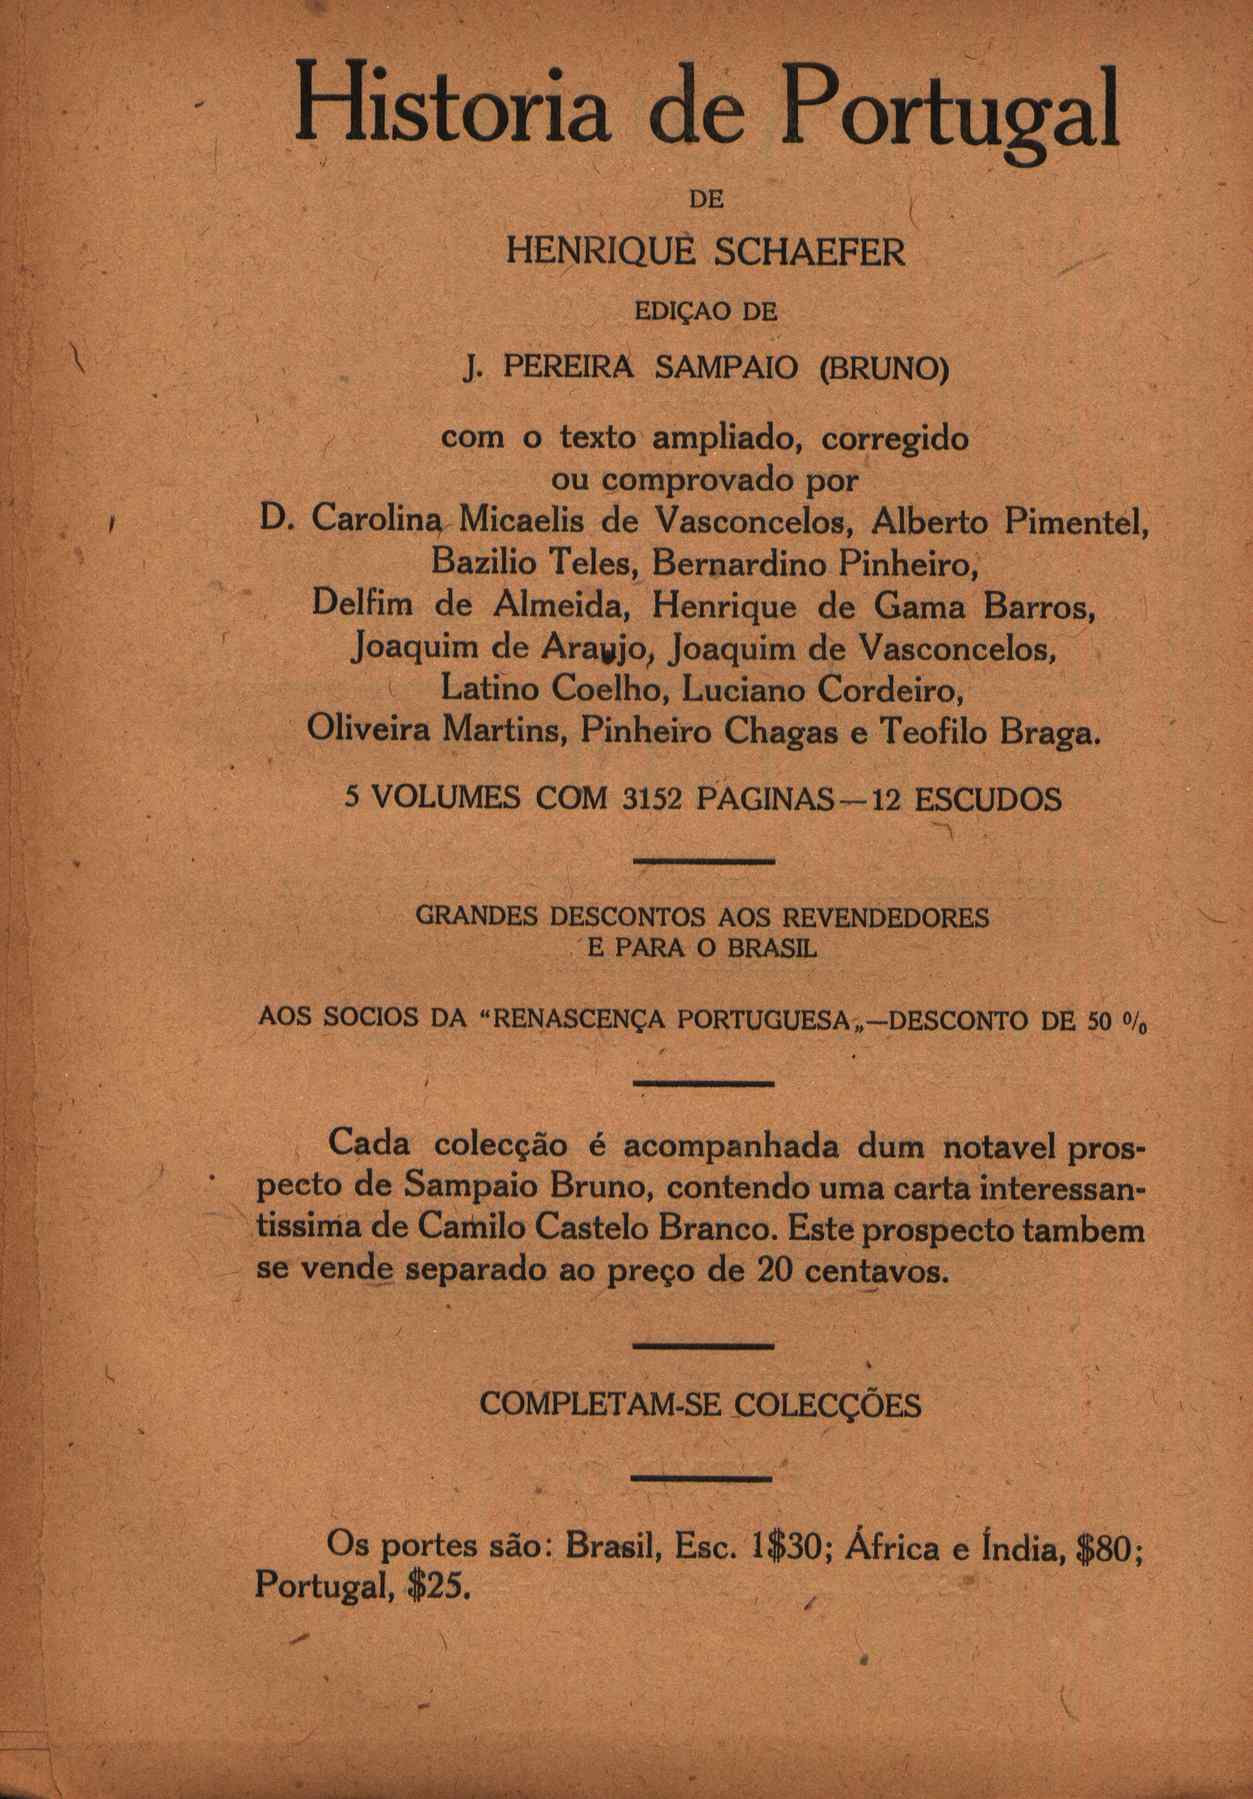 Historia de Portugal
DE
HENRIQUE SCHAEFER
EDIÇAO DE
J. PEREIRA SAMPAIO (BRUNO)
com o texto ampliado, corregido
ou comprovado por
D. Carolina Micaelis de Vasconcelos, Alberto Pimentel,
Bazilio Teles, Bernardino Pinheiro,
Delfim de Almeida, Henrique de Gama Barros,
Joaquim de Araujo, Joaquim de Vasconcelos,
Latino Coelho, Luciano Cordeiro,
Oliveira Martins, Pinheiro Chagas e Teofilo Braga.
5 VOLUMES COM 3152 PAGINAS—12 ESCUDOS
GRANDES DESCONTOS AOS REVENDEDORES
E PARA O BRASIL
AOS SOCIOS DA “RENASCENÇA PORTUGUESA„—DESCONTO DE 50 %
Cada colecção é acompanhada dum notavel pros-
pecto de Sampaio Bruno, contendo uma carta interessan-
tissima de Camilo Castelo Branco. Este prospecto tambem
se vende separado ao preço de 20 centavos.
COMPLETAM-SE COLECÇÕES
Os portes são: Brasil, Esc. 1$30; África e Índia, $80;
Portugal, $25.